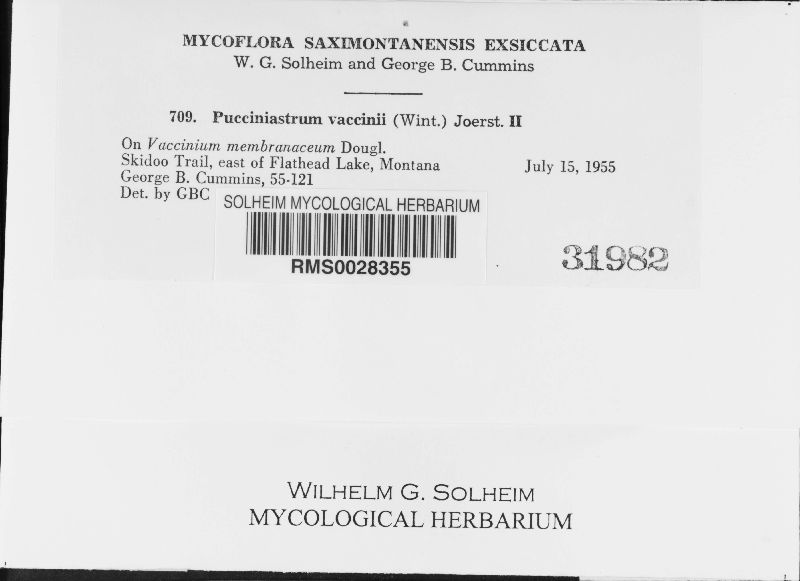 MYCOFLORA SAXIMONTANENSIS EXSICCATA
W. G. Solheim and George B. Cummins
709. Pucciniastrum vaccinii (Wint.) Joerst. II
On Vaccinium membranaceum Dougl.
Skidoo Trail, east of Flathead Lake, Montana July 15, 1955
George B. Cummins, 55-121
Det. by GBC
SOLHEIM MYCOLOGICAL HERBARIUM
RMS0028355
31982
WILHELM G. SOLHEIM
MYCOLOGICAL HERBARIUM